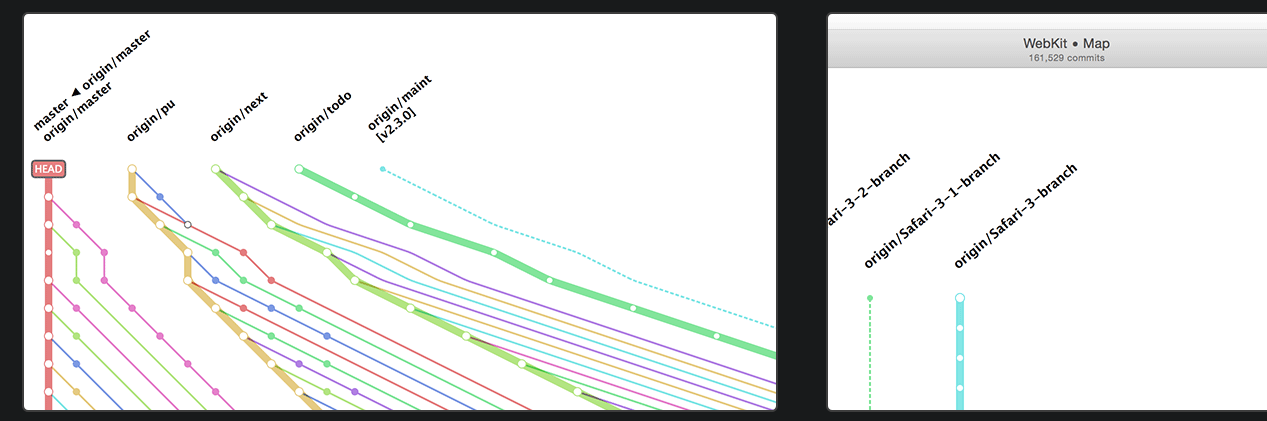 master ◀ origin/master
origin/master
origin/pu
origin/next
origin/todo
origin/maint
[v2.3.0]
HEAD
WebKit • Map
161,529 commits
ari-3-2-branch
origin/Safari-3-1-branch
origin/Safari-3-branch